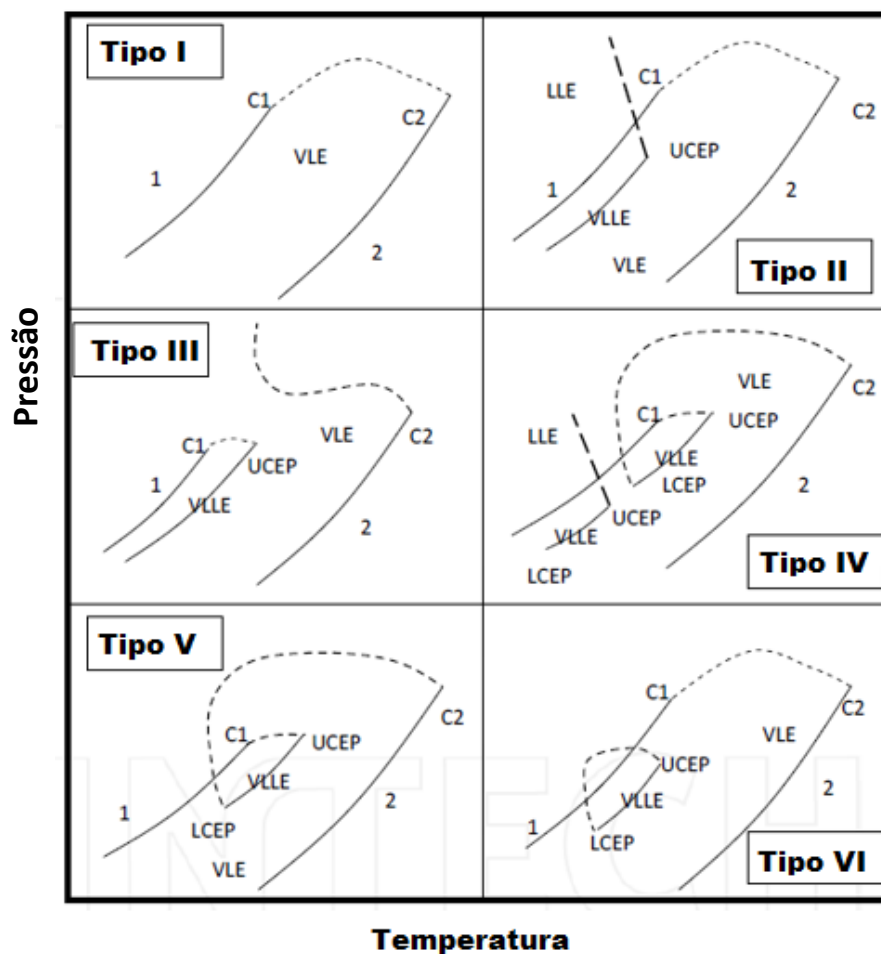 Pressão
Tipo I
C1
C2
VLE
1
2
LLE
C1
C2
UCEP
1
2
VLLE
VLE
Tipo II
Tipo III
C1
VLE
C2
UCEP
1
VLLE
2
VLE
C2
C1
LLE
UCEP
VLLE
LCEP
2
UCEP
VLLE
LCEP
Tipo IV
Tipo V
C1
C2
UCEP
VLLE
2
1
LCEP
VLE
C1
C2
VLE
UCEP
2
VLLE
1
LCEP
Tipo VI
INTECH
Temperatura